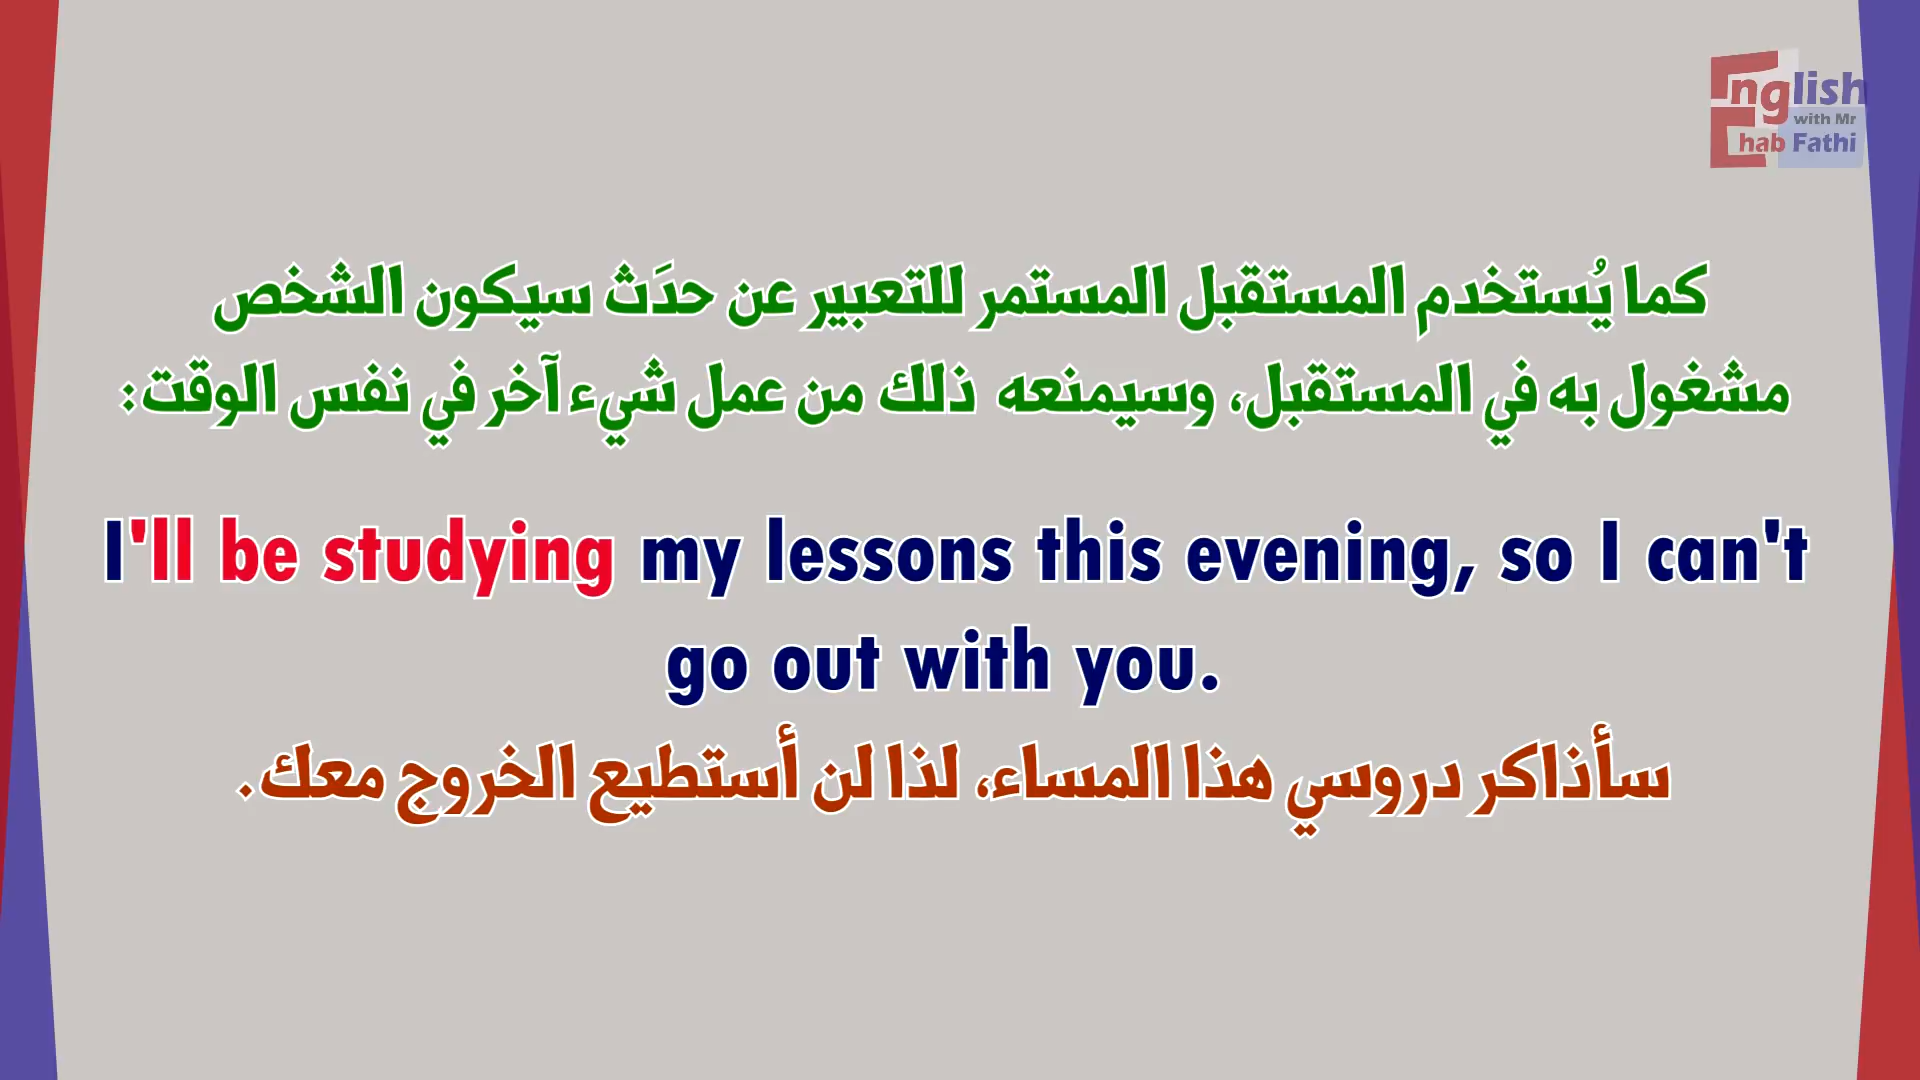 English
with Mr
Ehab Fathi
كما يُستخدم المستقبل المستمر للتعبير عن حدَث سيكون الشخص
مشغول به في المستقبل، وسيمنعه ذلك من عمل شيء آخر في نفس الوقت:
I'll be studying my lessons this evening, so I can't
go out with you.
سأذاكر دروسي هذا المساء، لذا لن أستطيع الخروج معك.